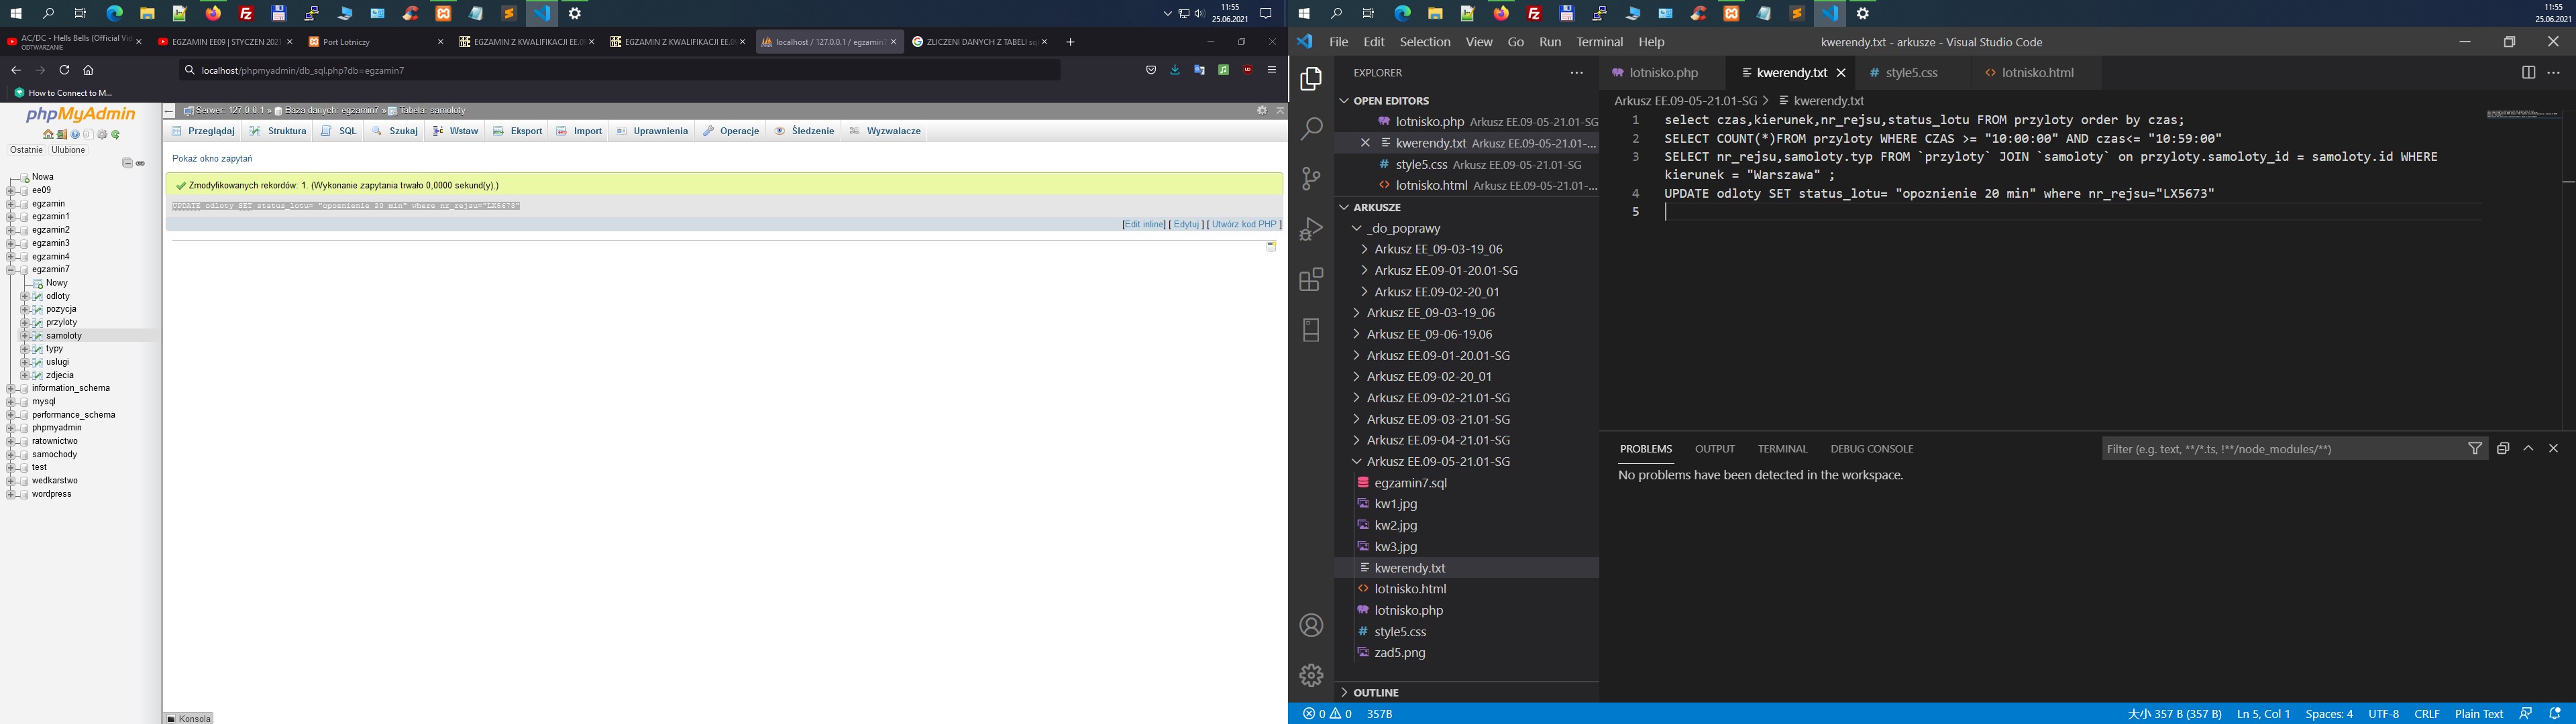 11:55
25.06.2021
AC/DC - Hells Bells (Official Vid
ODTWARZANIE
EGZAMIN EE09 | STYCZEN 2021
Port Lotniczy
EGZAMIN Z KWALIFIKACJI EE.09
EGZAMIN Z KWALIFIKACJI EE.09
localhost / 127.0.0.1 / egzamin7
ZLICZENI DANYCH Z TABELI sq
localhost/phpmyadmin/db_sql.php?db=egzamin7
How to Connect to M...
phpMyAdmin
Ostatnie
Ulubione
Nowa
ee09
egzamin
egzamin1
egzamin2
egzamin3
egzamin4
egzamin7
Nowy
odloty
pozycja
przyloty
samoloty
typy
uslugi
zdjecia
information_schema
mysql
performance_schema
phpmyadmin
ratownictwo
samochody
test
wedkarstwo
wordpress
Serwer: 127.0.0.1 » Baza danych: egzamin7 » Tabela: samoloty
Przeglądaj
Struktura
SQL
Szukaj
Wstaw
Eksport
Import
Uprawnienia
Operacje
Śledzenie
Wyzwalacze
Pokaż okno zapytań
Zmodyfikowanych rekordów: 1. (Wykonanie zapytania trwało 0,0000 sekund(y).)
UPDATE odloty SET status_lotu= "opoznienie 20 min" where nr_rejsu="LX5673"
[Edit inline] [ Edytuj ] [ Utwórz kod PHP ]
Konsola
11:55
25.06.2021
File Edit Selection View Go Run Terminal Help
kwerendy.txt - arkusze - Visual Studio Code
EXPLORER
OPEN EDITORS
lotnisko.php Arkusz EE.09-05-21.01-SG
kwerendy.txt Arkusz EE.09-05-21.01-...
style5.css Arkusz EE.09-05-21.01-SG
lotnisko.html Arkusz EE.09-05-21.01-...
ARKUSZE
_do_poprawy
Arkusz EE_09-03-19_06
Arkusz EE.09-01-20.01-SG
Arkusz EE.09-02-20_01
Arkusz EE_09-03-19_06
Arkusz EE_09-06-19.06
Arkusz EE.09-01-20.01-SG
Arkusz EE.09-02-20_01
Arkusz EE.09-02-21.01-SG
Arkusz EE.09-03-21.01-SG
Arkusz EE.09-04-21.01-SG
Arkusz EE.09-05-21.01-SG
egzamin7.sql
kw1.jpg
kw2.jpg
kw3.jpg
kwerendy.txt
lotnisko.html
lotnisko.php
style5.css
zad5.png
OUTLINE
lotnisko.php
kwerendy.txt
style5.css
lotnisko.html
Arkusz EE.09-05-21.01-SG > kwerendy.txt
1 select czas,kierunek,nr_rejsu,status_lotu FROM przyloty order by czas;
2 SELECT COUNT(*)FROM przyloty WHERE CZAS >= "10:00:00" AND czas<= "10:59:00"
3 SELECT nr_rejsu,samoloty.typ FROM `przyloty` JOIN `samoloty` on przyloty.samoloty_id = samoloty.id WHERE
kierunek = "Warszawa" ;
4 UPDATE odloty SET status_lotu= "opoznienie 20 min" where nr_rejsu="LX5673"
5
PROBLEMS OUTPUT TERMINAL DEBUG CONSOLE
Filter (e.g. text, **/*.ts, !**/node_modules/**)
No problems have been detected in the workspace.
0 0 357B
大小 357 B (357 B) Ln 5, Col 1 Spaces: 4 UTF-8 CRLF Plain Text